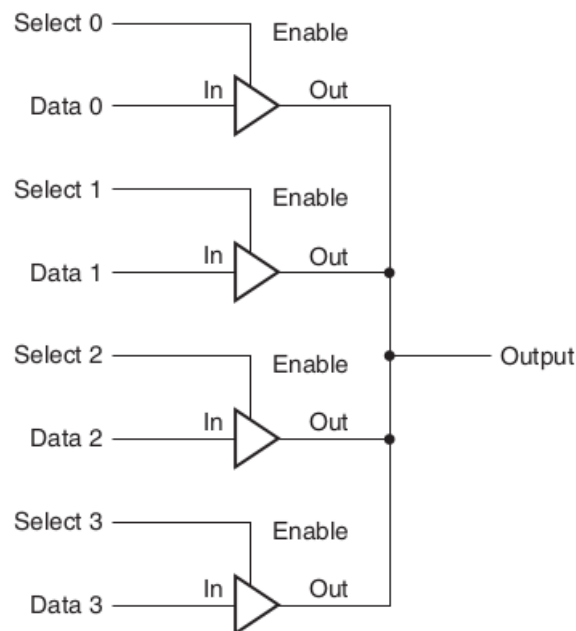 Select 0
Enable
In
Out
Data 0
Select 1
Enable
In
Out
Data 1
Select 2
Enable
Output
In
Out
Data 2
Select 3
Enable
In
Out
Data 3